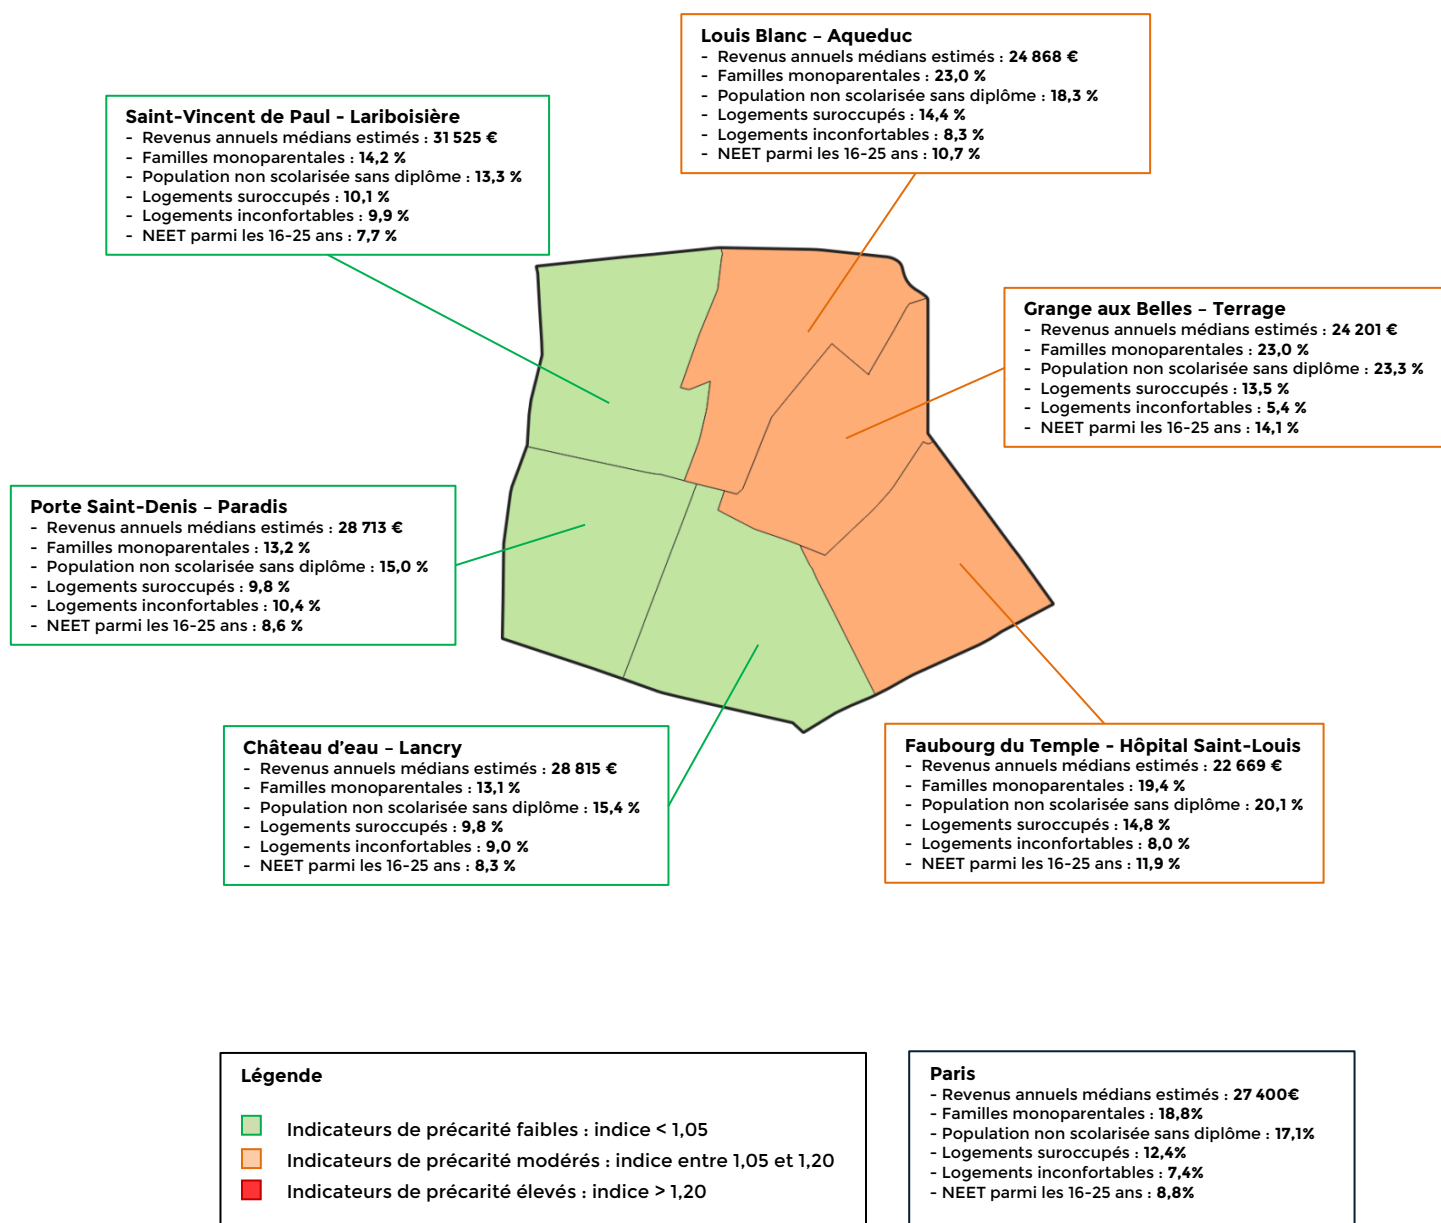 Louis Blanc – Aqueduc
- Revenus annuels médians estimés : 24 868 €
- Familles monoparentales : 23,0 %
- Population non scolarisée sans diplôme : 18,3 %
- Logements suroccupés : 14,4 %
- Logements inconfortables : 8,3 %
- NEET parmi les 16-25 ans : 10,7 %
Saint-Vincent de Paul - Lariboisière
- Revenus annuels médians estimés : 31 525 €
- Familles monoparentales : 14,2 %
- Population non scolarisée sans diplôme : 13,3 %
- Logements suroccupés : 10,1 %
- Logements inconfortables : 9,9 %
- NEET parmi les 16-25 ans : 7,7 %
Grange aux Belles – Terrage
- Revenus annuels médians estimés : 24 201 €
- Familles monoparentales : 23,0 %
- Population non scolarisée sans diplôme : 23,3 %
- Logements suroccupés : 13,5 %
- Logements inconfortables : 5,4 %
- NEET parmi les 16-25 ans : 14,1 %
Porte Saint-Denis – Paradis
- Revenus annuels médians estimés : 28 713 €
- Familles monoparentales : 13,2 %
- Population non scolarisée sans diplôme : 15,0 %
- Logements suroccupés : 9,8 %
- Logements inconfortables : 10,4 %
- NEET parmi les 16-25 ans : 8,6 %
Château d'eau – Lancry
- Revenus annuels médians estimés : 28 815 €
- Familles monoparentales : 13,1 %
- Population non scolarisée sans diplôme : 15,4 %
- Logements suroccupés : 9,8 %
- Logements inconfortables : 9,0 %
- NEET parmi les 16-25 ans : 8,3 %
Faubourg du Temple - Hôpital Saint-Louis
- Revenus annuels médians estimés : 22 669 €
- Familles monoparentales : 19,4 %
- Population non scolarisée sans diplôme : 20,1 %
- Logements suroccupés : 14,8 %
- Logements inconfortables : 8,0 %
- NEET parmi les 16-25 ans : 11,9 %
Légende
Indicateurs de précarité faibles : indice < 1,05
Indicateurs de précarité modérés : indice entre 1,05 et 1,20
Indicateurs de précarité élevés : indice > 1,20
Paris
- Revenus annuels médians estimés : 27 400€
- Familles monoparentales : 18,8%
- Population non scolarisée sans diplôme : 17,1%
- Logements suroccupés : 12,4%
- Logements inconfortables : 7,4%
- NEET parmi les 16-25 ans : 8,8%